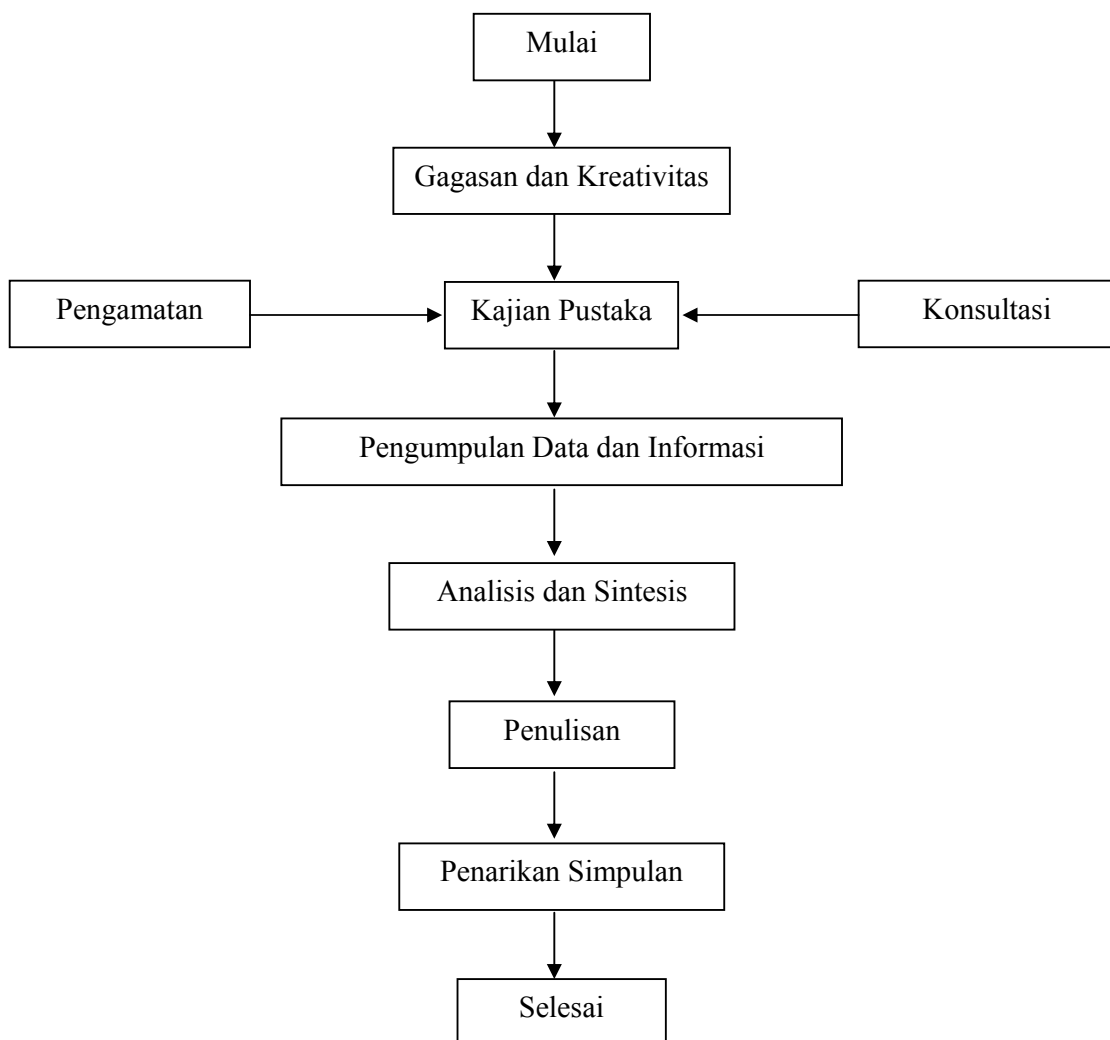 Mulai
Gagasan dan Kreativitas
Pengamatan
Kajian Pustaka
Konsultasi
Pengumpulan Data dan Informasi
Analisis dan Sintesis
Penulisan
Penarikan Simpulan
Selesai